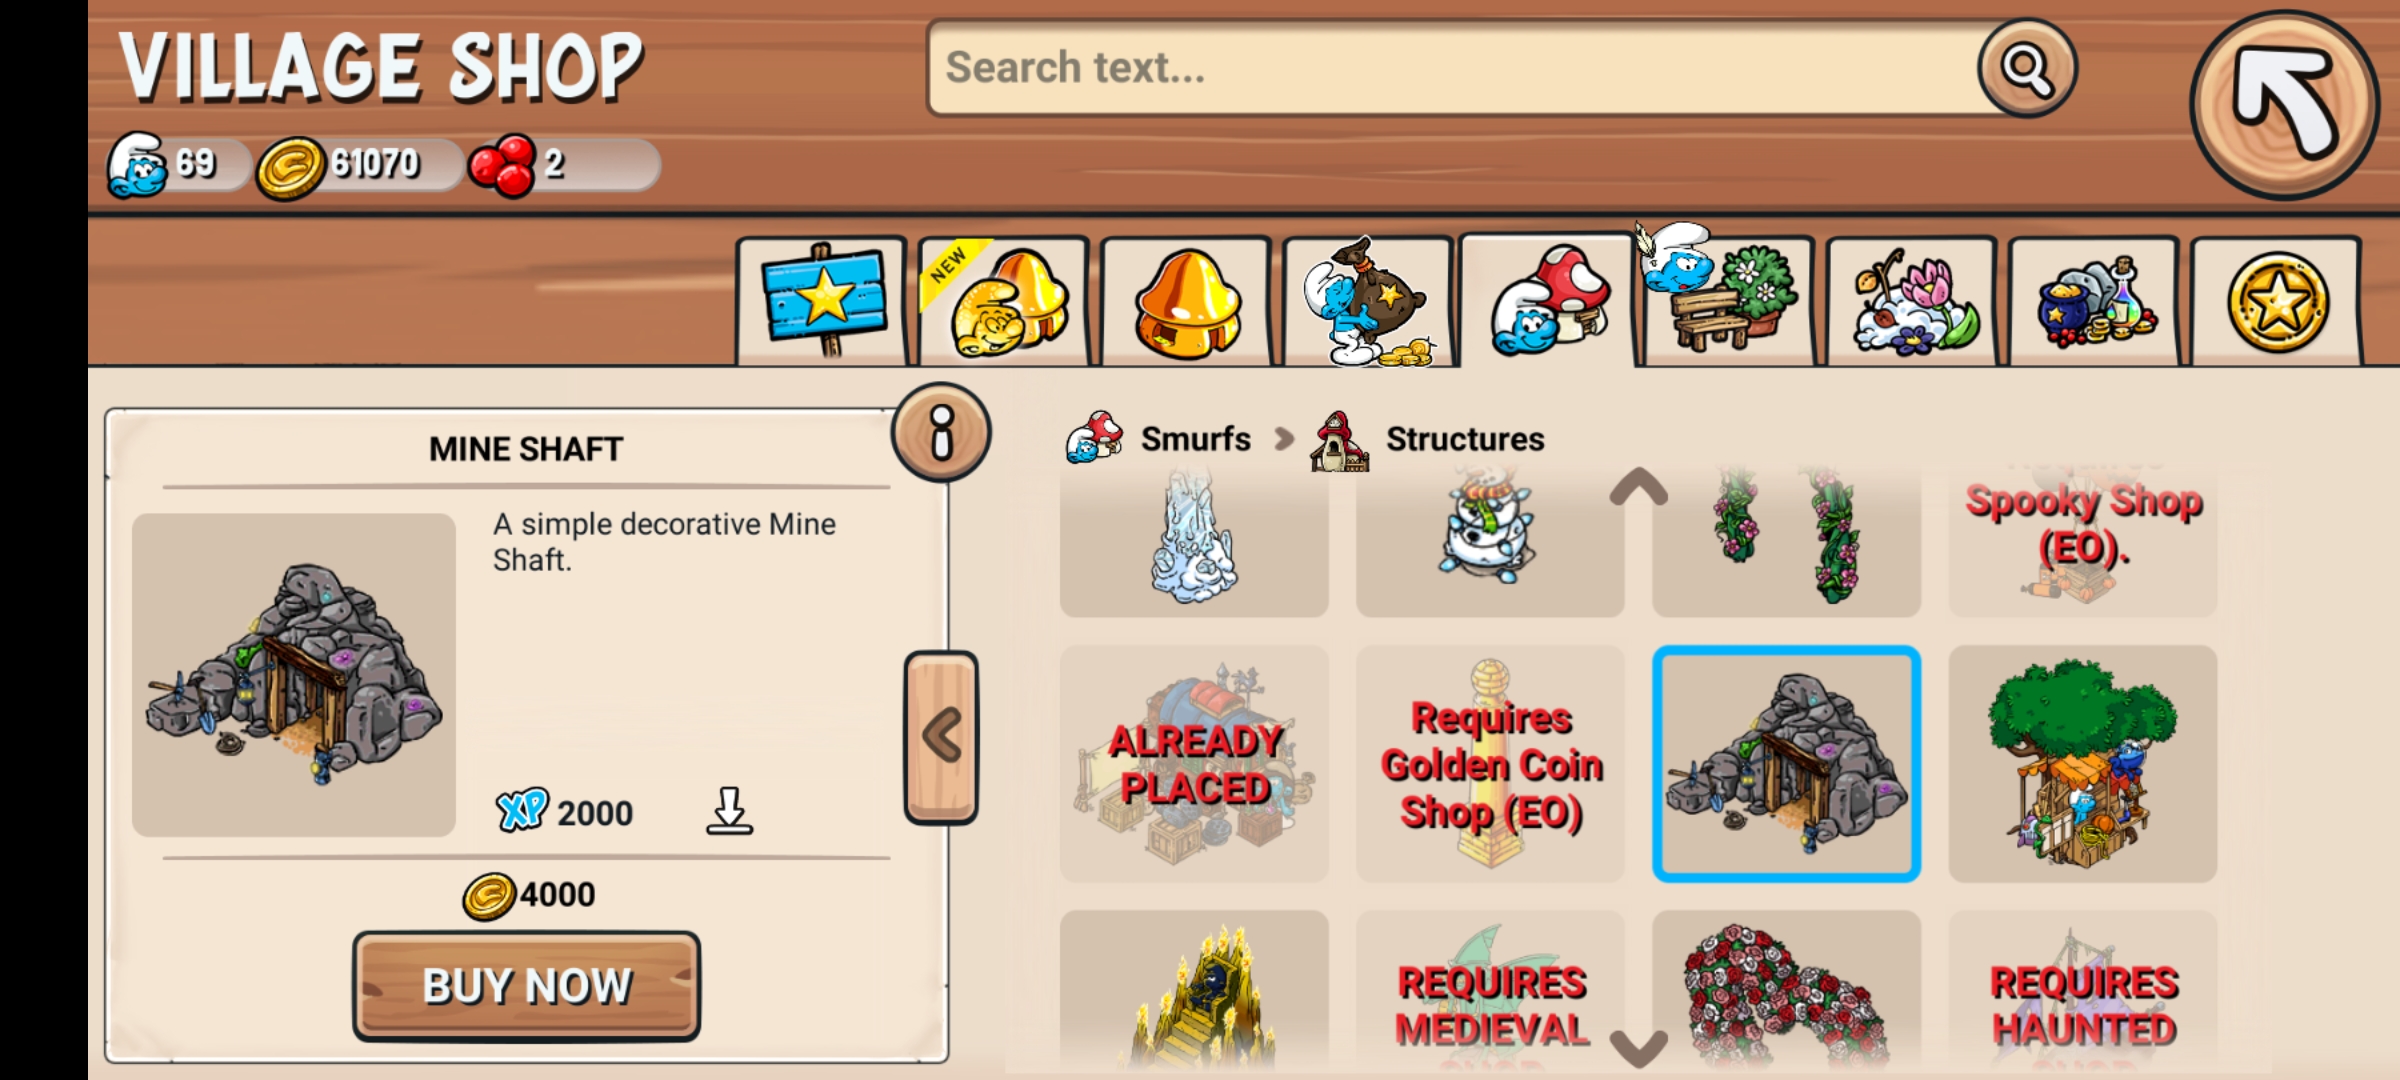 VILLAGE SHOP
Search text...
69
61070
2
NEW
MINE SHAFT
A simple decorative Mine
Shaft.
XP 2000
4000
BUY NOW
Smurfs
Structures
Spooky Shop
(EO).
ALREADY
PLACED
Requires
Golden Coin
Shop (EO)
REQUIRES
MEDIEVAL
REQUIRES
HAUNTED